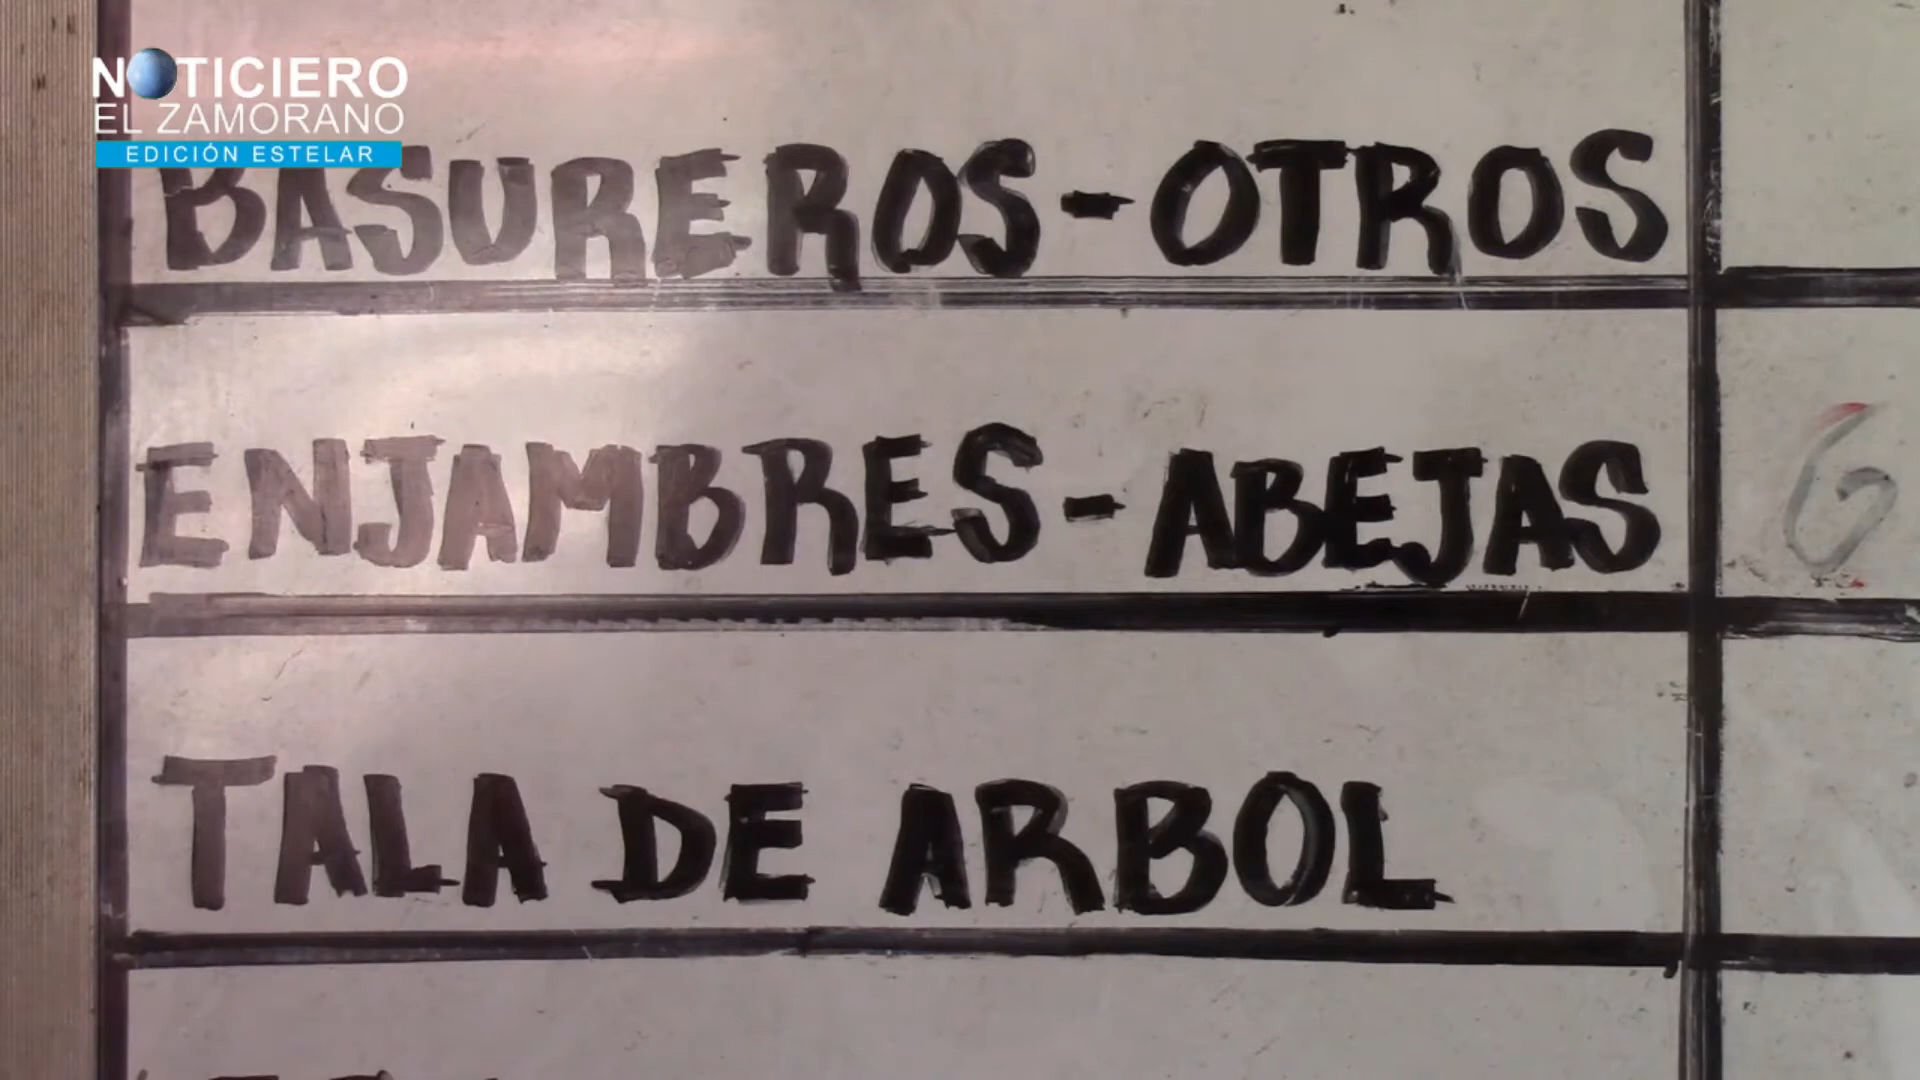 NOTICIERO
EL ZAMORANO
EDICIÓN ESTELAR
BASUREROS-OTROS
ENJAMBRES-ABEJAS 6
TALA DE ARBOL